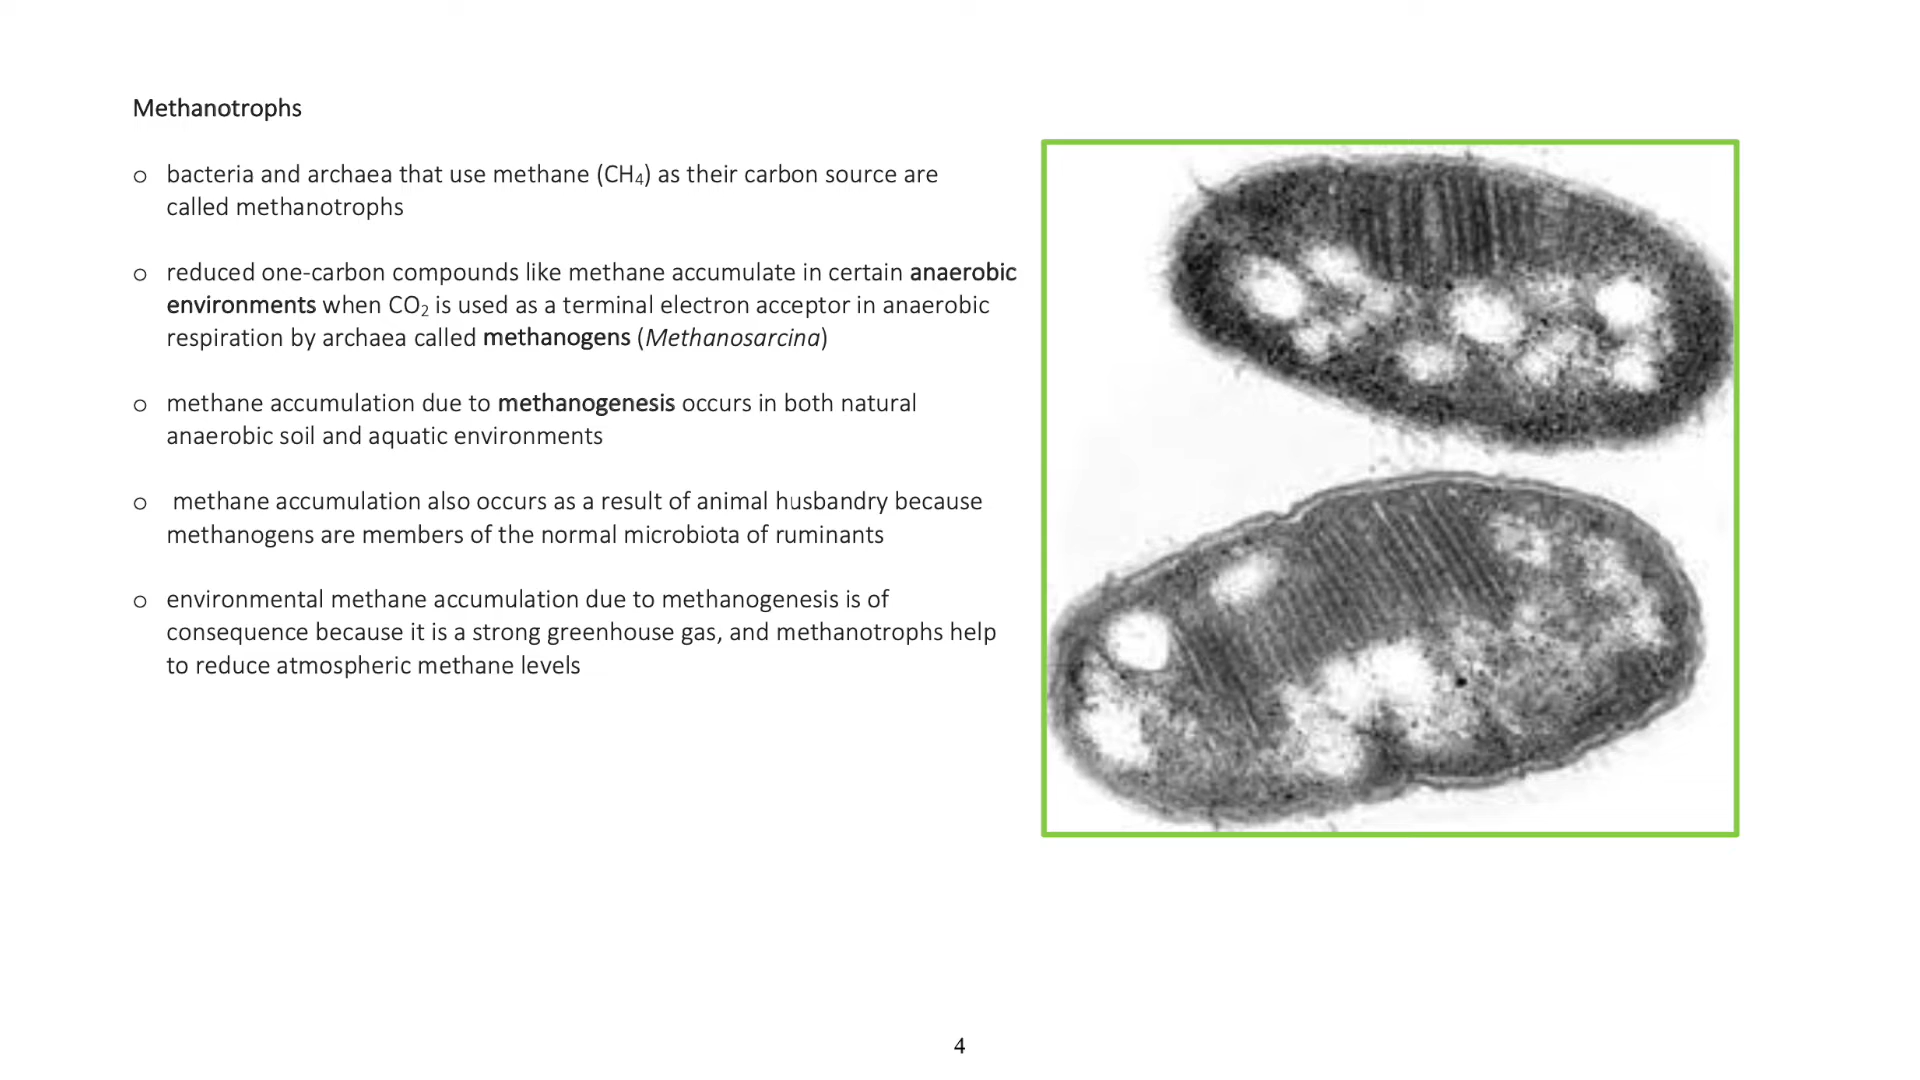 Methanotrophs
o bacteria and archaea that use methane (CH₄) as their carbon source are
called methanotrophs
o reduced one-carbon compounds like methane accumulate in certain anaerobic
environments when CO₂ is used as a terminal electron acceptor in anaerobic
respiration by archaea called methanogens (Methanosarcina)
o methane accumulation due to methanogenesis occurs in both natural
anaerobic soil and aquatic environments
o methane accumulation also occurs as a result of animal husbandry because
methanogens are members of the normal microbiota of ruminants
o environmental methane accumulation due to methanogenesis is of
consequence because it is a strong greenhouse gas, and methanotrophs help
to reduce atmospheric methane levels
4